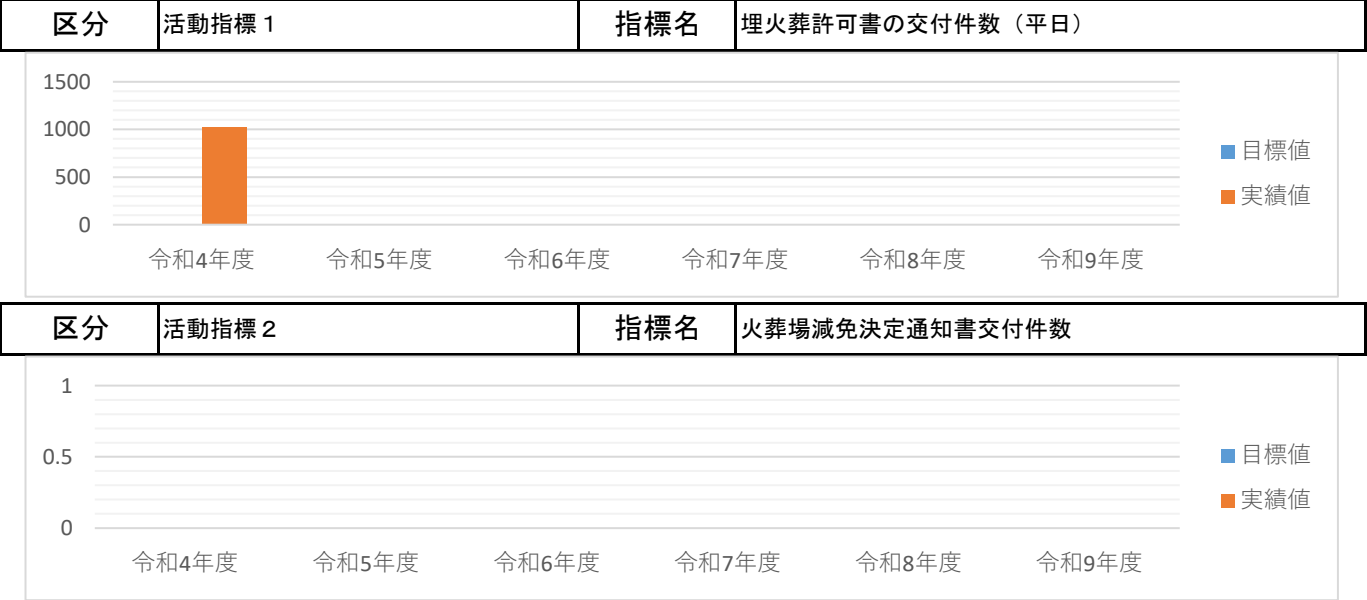 区分 活動指標１ 指標名 埋火葬許可書の交付件数（平日）
1500
1000
500
0
令和4年度 令和5年度 令和6年度 令和7年度 令和8年度 令和9年度
目標値
実績値
区分 活動指標２ 指標名 火葬場減免決定通知書交付件数
1
0.5
0
令和4年度 令和5年度 令和6年度 令和7年度 令和8年度 令和9年度
目標値
実績値